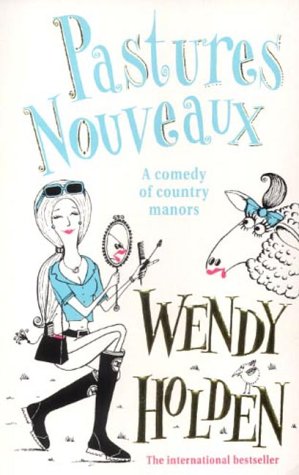 Pastures
Nouveaux
A comedy
of country
manors
WENDY
HOLDEN
The international bestseller